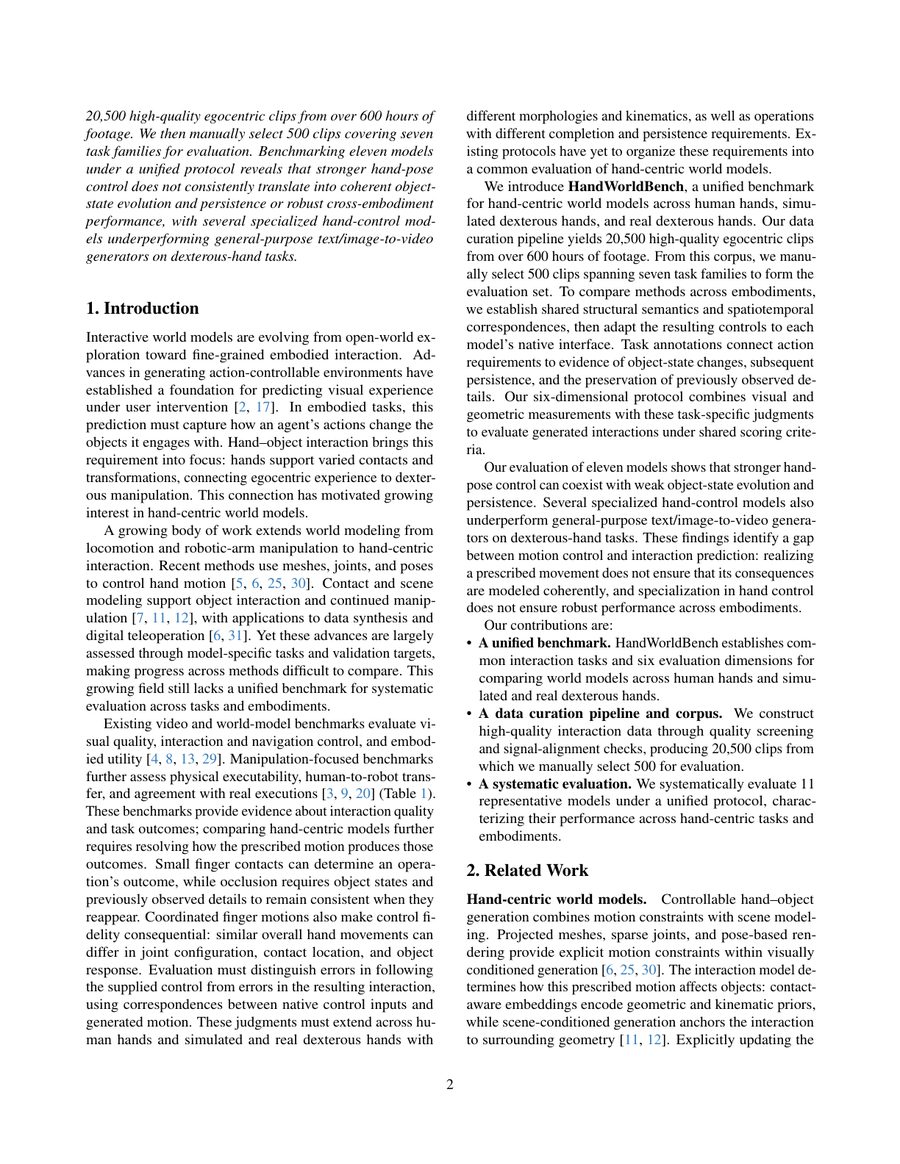 20,500 high-quality egocentric clips from over 600 hours of
footage. We then manually select 500 clips covering seven
task families for evaluation. Benchmarking eleven models
under a unified protocol reveals that stronger hand-pose
control does not consistently translate into coherent object-
state evolution and persistence or robust cross-embodiment
performance, with several specialized hand-control mod-
els underperforming general-purpose text/image-to-video
generators on dexterous-hand tasks.
1. Introduction
Interactive world models are evolving from open-world ex-
ploration toward fine-grained embodied interaction. Ad-
vances in generating action-controllable environments have
established a foundation for predicting visual experience
under user intervention [2, 17]. In embodied tasks, this
prediction must capture how an agent's actions change the
objects it engages with. Hand–object interaction brings this
requirement into focus: hands support varied contacts and
transformations, connecting egocentric experience to dexter-
ous manipulation. This connection has motivated growing
interest in hand-centric world models.
A growing body of work extends world modeling from
locomotion and robotic-arm manipulation to hand-centric
interaction. Recent methods use meshes, joints, and poses
to control hand motion [5, 6, 25, 30]. Contact and scene
modeling support object interaction and continued manip-
ulation [7, 11, 12], with applications to data synthesis and
digital teleoperation [6, 31]. Yet these advances are largely
assessed through model-specific tasks and validation targets,
making progress across methods difficult to compare. This
growing field still lacks a unified benchmark for systematic
evaluation across tasks and embodiments.
Existing video and world-model benchmarks evaluate vi-
sual quality, interaction and navigation control, and embod-
ied utility [4, 8, 13, 29]. Manipulation-focused benchmarks
further assess physical executability, human-to-robot trans-
fer, and agreement with real executions [3, 9, 20] (Table 1).
These benchmarks provide evidence about interaction quality
and task outcomes; comparing hand-centric models further
requires resolving how the prescribed motion produces those
outcomes. Small finger contacts can determine an opera-
tion's outcome, while occlusion requires object states and
previously observed details to remain consistent when they
reappear. Coordinated finger motions also make control fi-
delity consequential: similar overall hand movements can
differ in joint configuration, contact location, and object
response. Evaluation must distinguish errors in following
the supplied control from errors in the resulting interaction,
using correspondences between native control inputs and
generated motion. These judgments must extend across hu-
man hands and simulated and real dexterous hands with
different morphologies and kinematics, as well as operations
with different completion and persistence requirements. Ex-
isting protocols have yet to organize these requirements into
a common evaluation of hand-centric world models.
We introduce HandWorldBench, a unified benchmark
for hand-centric world models across human hands, simu-
lated dexterous hands, and real dexterous hands. Our data
curation pipeline yields 20,500 high-quality egocentric clips
from over 600 hours of footage. From this corpus, we manu-
ally select 500 clips spanning seven task families to form the
evaluation set. To compare methods across embodiments,
we establish shared structural semantics and spatiotemporal
correspondences, then adapt the resulting controls to each
model's native interface. Task annotations connect action
requirements to evidence of object-state changes, subsequent
persistence, and the preservation of previously observed de-
tails. Our six-dimensional protocol combines visual and
geometric measurements with these task-specific judgments
to evaluate generated interactions under shared scoring crite-
ria.
Our evaluation of eleven models shows that stronger hand-
pose control can coexist with weak object-state evolution and
persistence. Several specialized hand-control models also
underperform general-purpose text/image-to-video genera-
tors on dexterous-hand tasks. These findings identify a gap
between motion control and interaction prediction: realizing
a prescribed movement does not ensure that its consequences
are modeled coherently, and specialization in hand control
does not ensure robust performance across embodiments.
Our contributions are:
• A unified benchmark. HandWorldBench establishes com-
mon interaction tasks and six evaluation dimensions for
comparing world models across human hands and simu-
lated and real dexterous hands.
• A data curation pipeline and corpus. We construct
high-quality interaction data through quality screening
and signal-alignment checks, producing 20,500 clips from
which we manually select 500 for evaluation.
• A systematic evaluation. We systematically evaluate 11
representative models under a unified protocol, charac-
terizing their performance across hand-centric tasks and
embodiments.
2. Related Work
Hand-centric world models. Controllable hand–object
generation combines motion constraints with scene model-
ing. Projected meshes, sparse joints, and pose-based ren-
dering provide explicit motion constraints within visually
conditioned generation [6, 25, 30]. The interaction model de-
termines how this prescribed motion affects objects: contact-
aware embeddings encode geometric and kinematic priors,
while scene-conditioned generation anchors the interaction
to surrounding geometry [11, 12]. Explicitly updating the
2